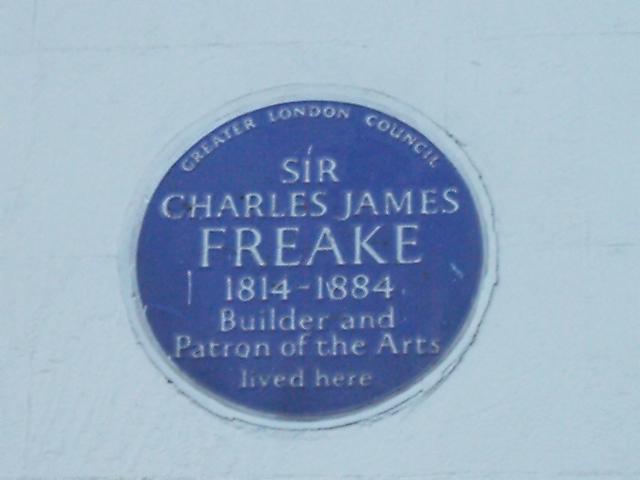 GREATER LONDON COUNCIL
SIR
CHARLES JAMES
FREAKE
1814-1884
Builder and
Patron of the Arts
lived here